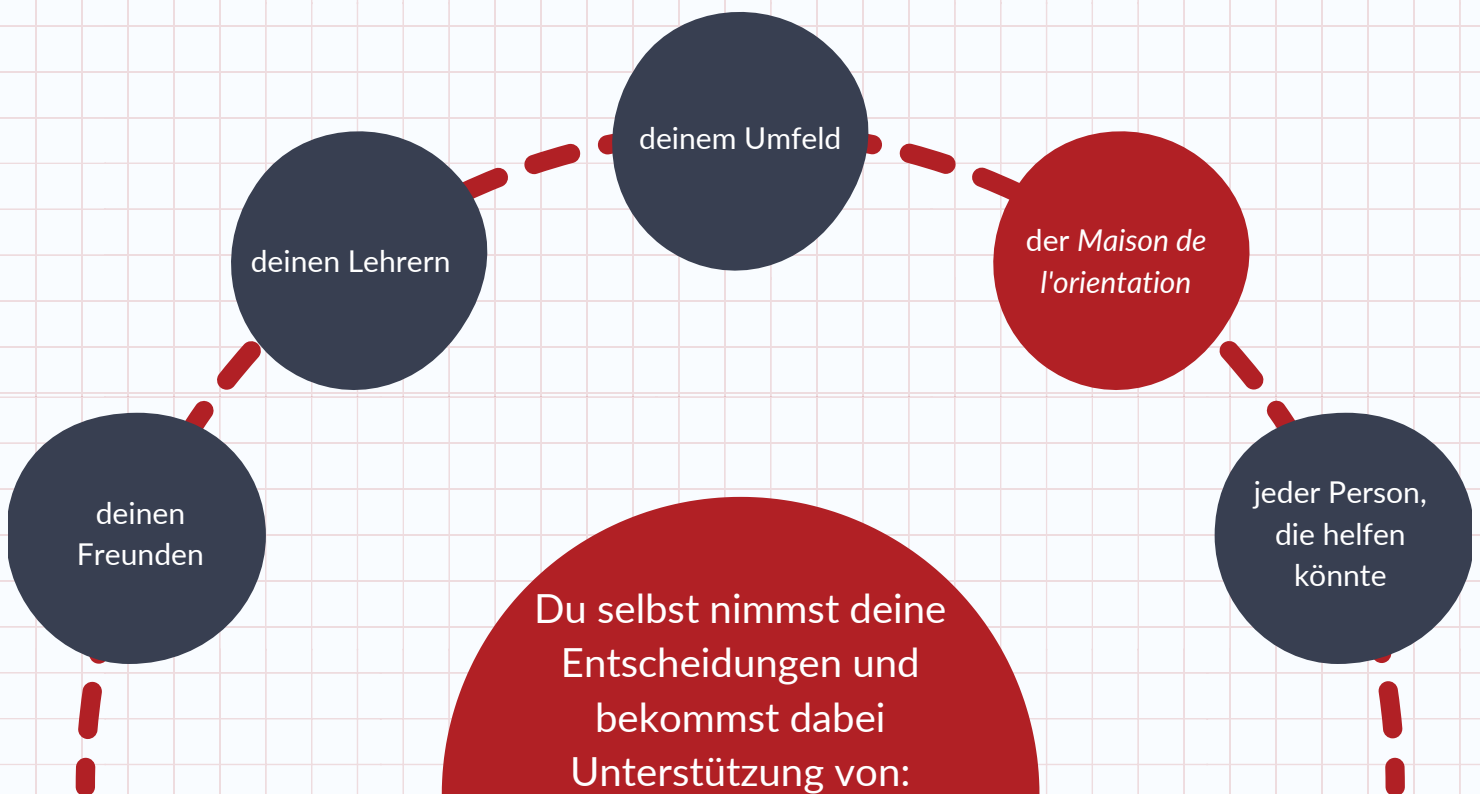 deinem Umfeld
deinen Lehrern
der Maison de
l'orientation
deinen
Freunden
jeder Person,
die helfen
könnte
Du selbst nimmst deine
Entscheidungen und
bekommst dabei
Unterstützung von: